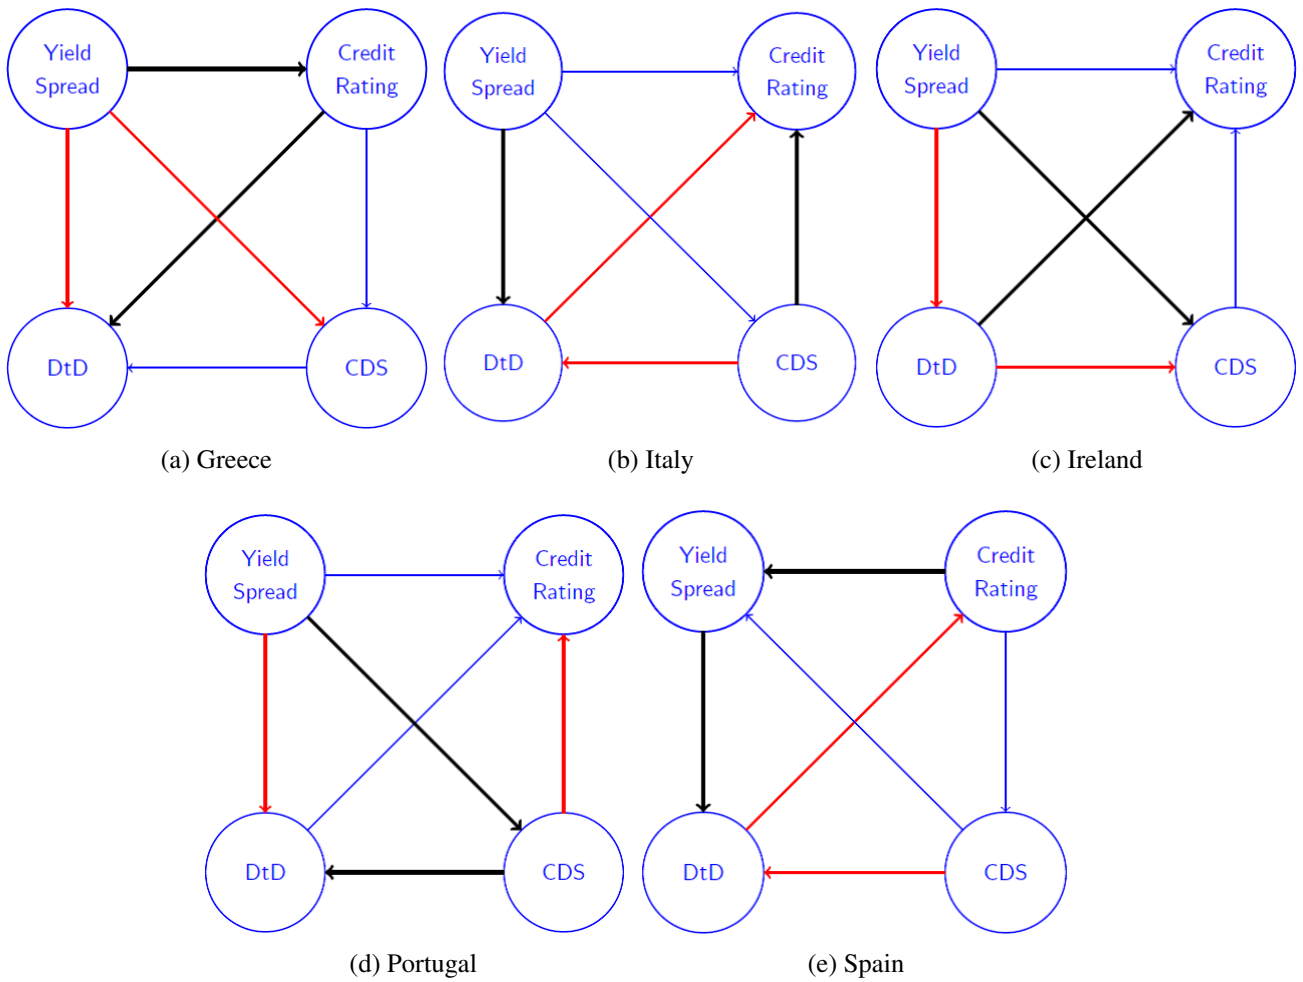 Yield
Spread
Credit
Rating
DtD
CDS
(a) Greece
Yield
Spread
Credit
Rating
DtD
CDS
(b) Italy
Yield
Spread
Credit
Rating
DtD
CDS
(c) Ireland
Yield
Spread
Credit
Rating
DtD
CDS
(d) Portugal
Yield
Spread
Credit
Rating
DtD
CDS
(e) Spain